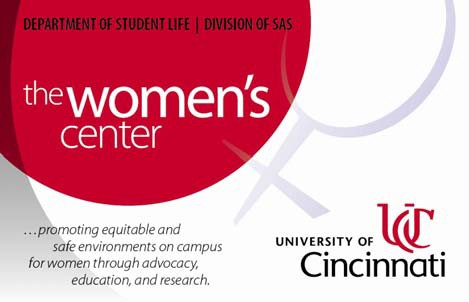 DEPARTMENT OF STUDENT LIFE | DIVISION OF SAS
the women's
center
...promoting equitable and
safe environments on campus
for women through advocacy,
education, and research.
UC
UNIVERSITY OF
Cincinnati